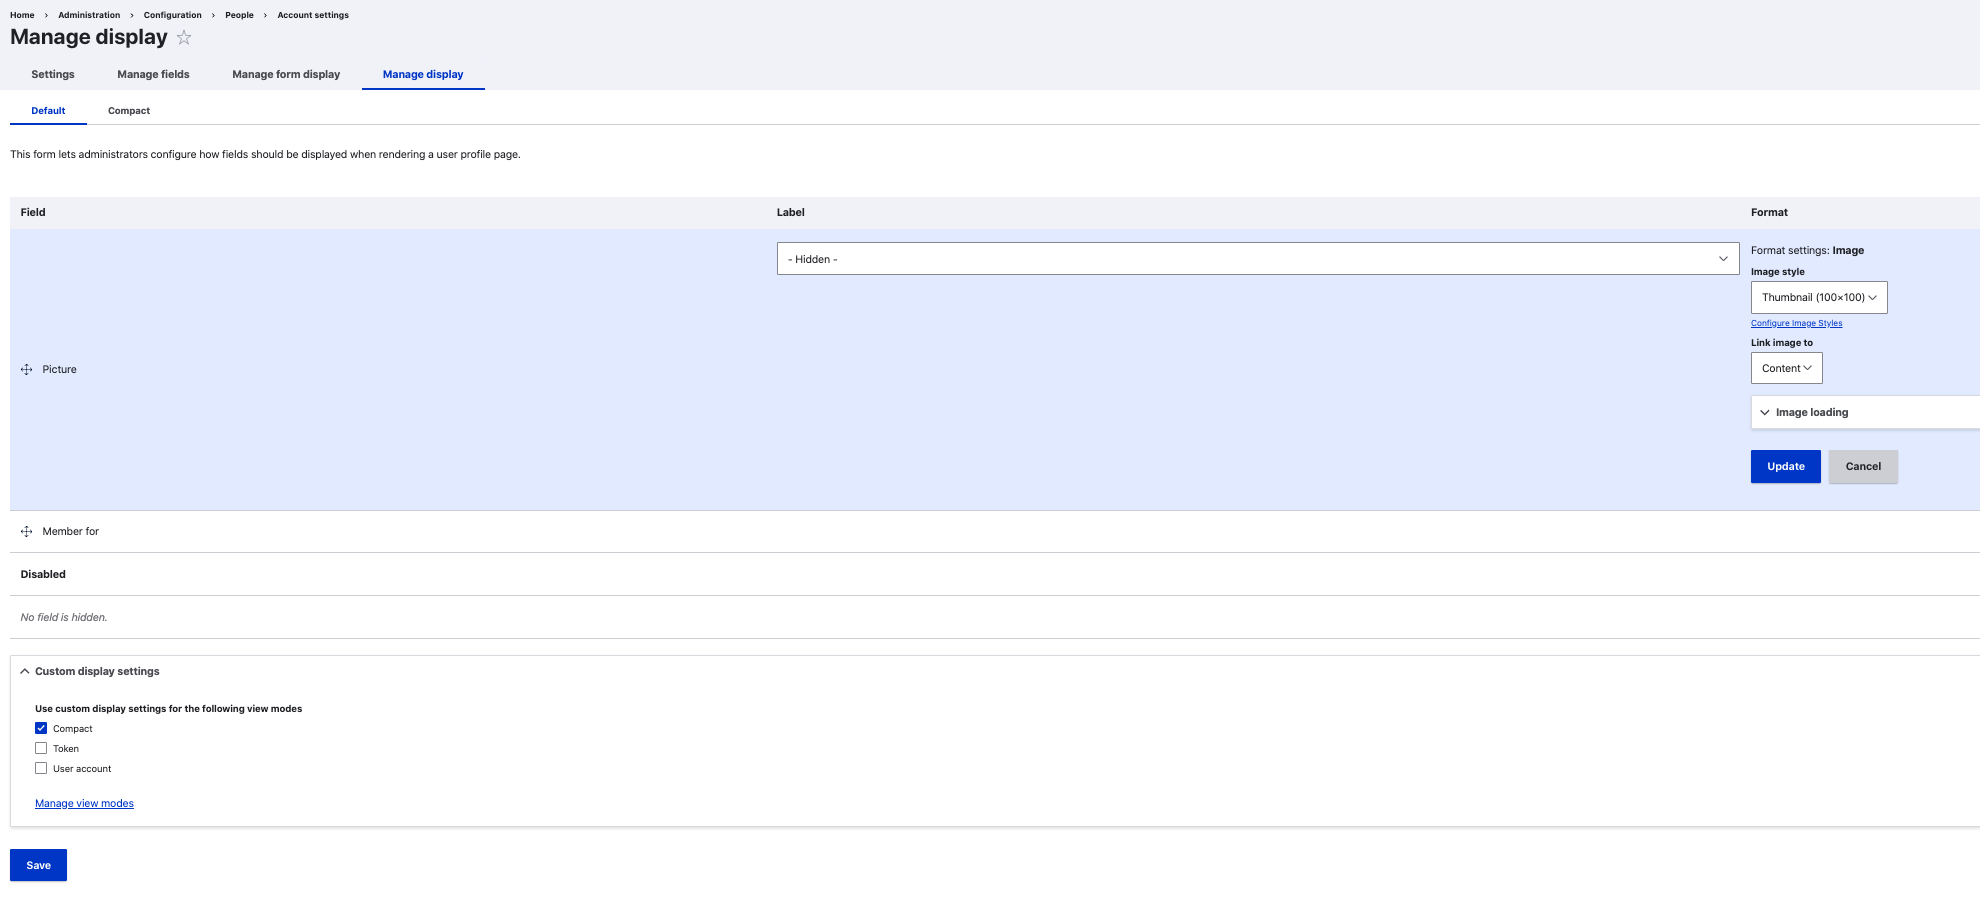 Home › Administration › Configuration › People › Account settings
Manage display
Settings Manage fields Manage form display Manage display
Default Compact
This form lets administrators configure how fields should be displayed when rendering a user profile page.
Field Label Format
- Hidden -
Format settings: Image
Image style
Thumbnail (100×100)
Configure Image Styles
Link image to
Picture
Content
Image loading
Update Cancel
Member for
Disabled
No field is hidden.
Custom display settings
Use custom display settings for the following view modes
Compact
Token
User account
Manage view modes
Save